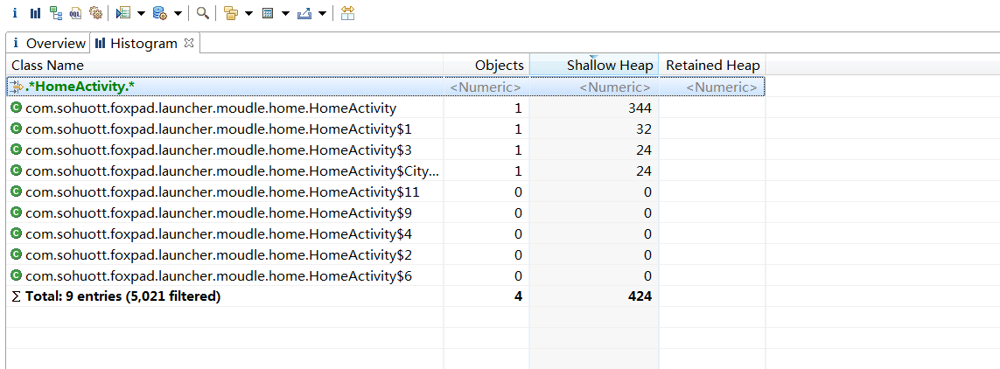 i OQL
i Overview Histogram
Class Name Objects Shallow Heap Retained Heap
.*HomeActivity.* <Numeric> <Numeric> <Numeric>
C com.sohuott.foxpad.launcher.moudle.home.HomeActivity 1 344
C com.sohuott.foxpad.launcher.moudle.home.HomeActivity$1 1 32
C com.sohuott.foxpad.launcher.moudle.home.HomeActivity$3 1 24
C com.sohuott.foxpad.launcher.moudle.home.HomeActivity$City... 1 24
C com.sohuott.foxpad.launcher.moudle.home.HomeActivity$11 0 0
C com.sohuott.foxpad.launcher.moudle.home.HomeActivity$9 0 0
C com.sohuott.foxpad.launcher.moudle.home.HomeActivity$4 0 0
C com.sohuott.foxpad.launcher.moudle.home.HomeActivity$2 0 0
C com.sohuott.foxpad.launcher.moudle.home.HomeActivity$6 0 0
Σ Total: 9 entries (5,021 filtered) 4 424